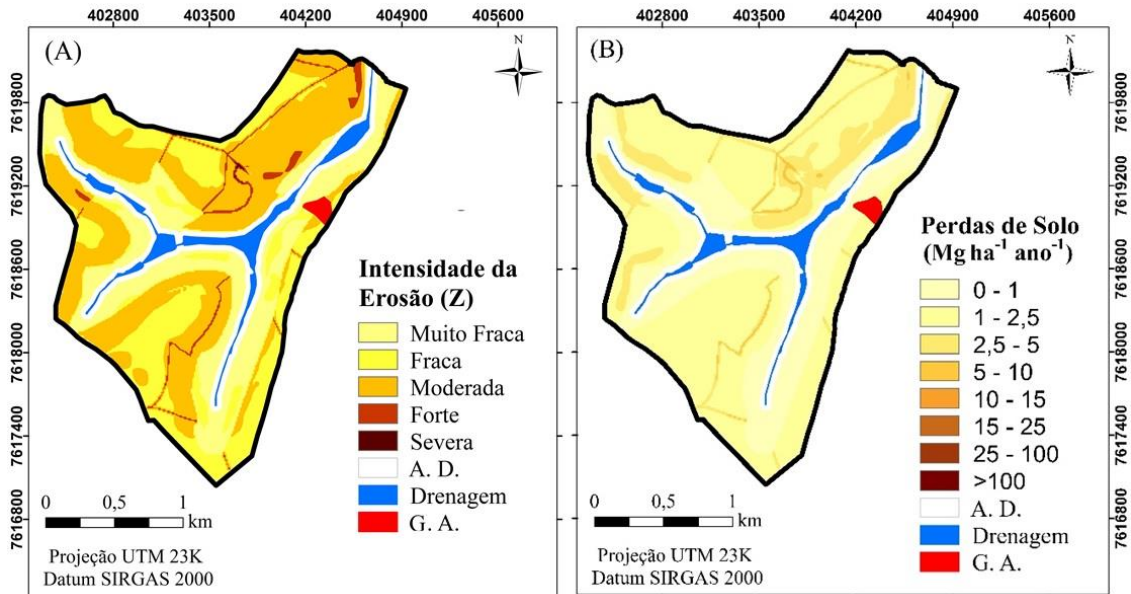 402800 403500 404200 404900 405600
402800 403500 404200 404900 405600
(A)
N
7619800
7619200
7618600
7618000
7617400
7616800
Intensidade da
Erosão (Z)
Muito Fraca
Fraca
Moderada
Forte
Severa
A. D.
Drenagem
G. A.
0 0,5 1
km
Projeção UTM 23K
Datum SIRGAS 2000
(B)
N
Perdas de Solo
(Mg ha⁻¹ ano⁻¹)
0 - 1
1 - 2,5
2,5 - 5
5 - 10
10 - 15
15 - 25
25 - 100
>100
A. D.
Drenagem
G. A.
0 0,5 1
km
Projeção UTM 23K
Datum SIRGAS 2000
7619800
7619200
7618600
7618000
7617400
7616800